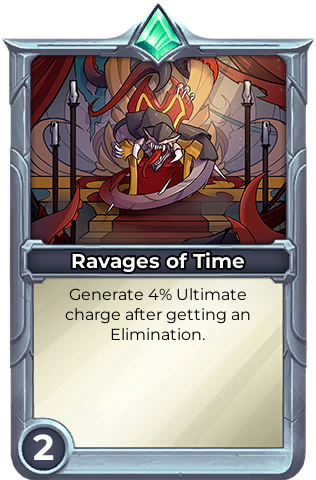 Ravages of Time
Generate 4% Ultimate
charge after getting an
Elimination.
2